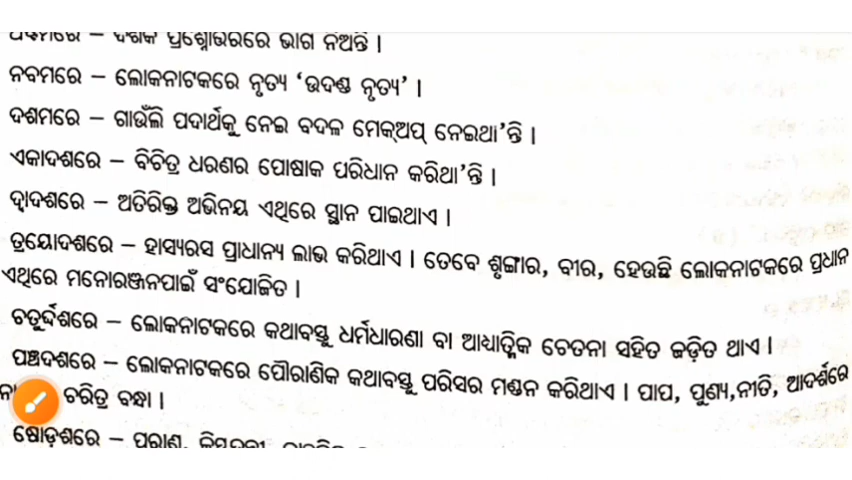 – ଦର୍ଶକ ପ୍ରଶ୍ନୋତ୍ତରରେ ଭାଗ ନିଅନ୍ତି ।
ନବମରେ – ଲୋକନାଟକରେ ନୃତ୍ୟ ‘ଉଦଣ୍ଡ ନୃତ୍ୟ’ ।
ଦଶମରେ – ଗାଉଁଲି ପଦାର୍ଥକୁ ନେଇ ବଦଳ ମେକ୍‌ଅପ୍ ନେଇଥା’ନ୍ତି ।
ଏକାଦଶରେ – ବିଚିତ୍ର ଧରଣର ପୋଷାକ ପରିଧାନ କରିଥା’ନ୍ତି ।
ଦ୍ୱାଦଶରେ – ଅତିରିକ୍ତ ଅଭିନୟ ଏଥିରେ ସ୍ଥାନ ପାଇଥାଏ ।
ତ୍ରୟୋଦଶରେ – ହାସ୍ୟରସ ପ୍ରାଧାନ୍ୟ ଲାଭ କରିଥାଏ । ତେବେ ଶୃଙ୍ଗାର, ବୀର, ହେଉଛି ଲୋକନାଟକରେ ପ୍ରଧାନ
ଏଥିରେ ମନୋରଞ୍ଜନପାଇଁ ସଂଯୋଜିତ ।
ଚତୁର୍ଦ୍ଦଶରେ – ଲୋକନାଟକରେ କଥାବସ୍ତୁ ଧର୍ମଧାରଣା ବା ଆଧ୍ୟାତ୍ମିକ ଚେତନା ସହିତ ଜଡ଼ିତ ଥାଏ ।
ପଞ୍ଚଦଶରେ – ଲୋକନାଟକରେ ପୌରାଣିକ କଥାବସ୍ତୁ ପରିସର ମଣ୍ଡନ କରିଥାଏ । ପାପ, ପୁଣ୍ୟ,ନୀତି, ଆଦର୍ଶରେ
ଚରିତ୍ର ବନ୍ଧା ।
ଷୋଡ଼ଶରେ – ପୁରାଣ,